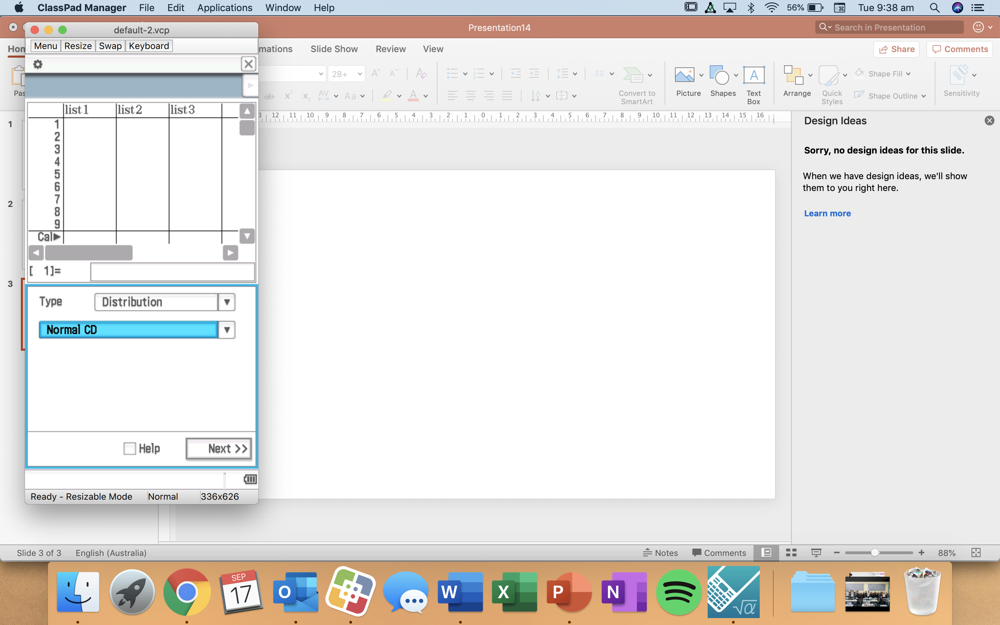 ClassPad Manager File Edit Applications Window Help 56% Tue 9:38 am
default-2.vcp
Presentation14
Search in Presentation
Menu Resize Swap Keyboard
Slide Show Review View
Share Comments
28+
Convert to SmartArt
Picture
Shapes
Text Box
Arrange
Quick Styles
Shape Fill
Shape Outline
Sensitivity
list1 list2 list3
1
2
3
4
5
6
7
8
9
Cal▶
[ 1]=
Type Distribution
Normal CD
Help Next >>
Ready - Resizable Mode Normal 336x626
1
2
3
12 11 10 9 8 7 6 5 4 3 2 1 0 1 2 3 4 5 6 7 8 9 10 11 12 13 14 15 16
Design Ideas
Sorry, no design ideas for this slide.
When we have design ideas, we'll show
them to you right here.
Learn more
Slide 3 of 3 English (Australia) Notes Comments 88%
SEP
17
O
W
X
P
N
√α